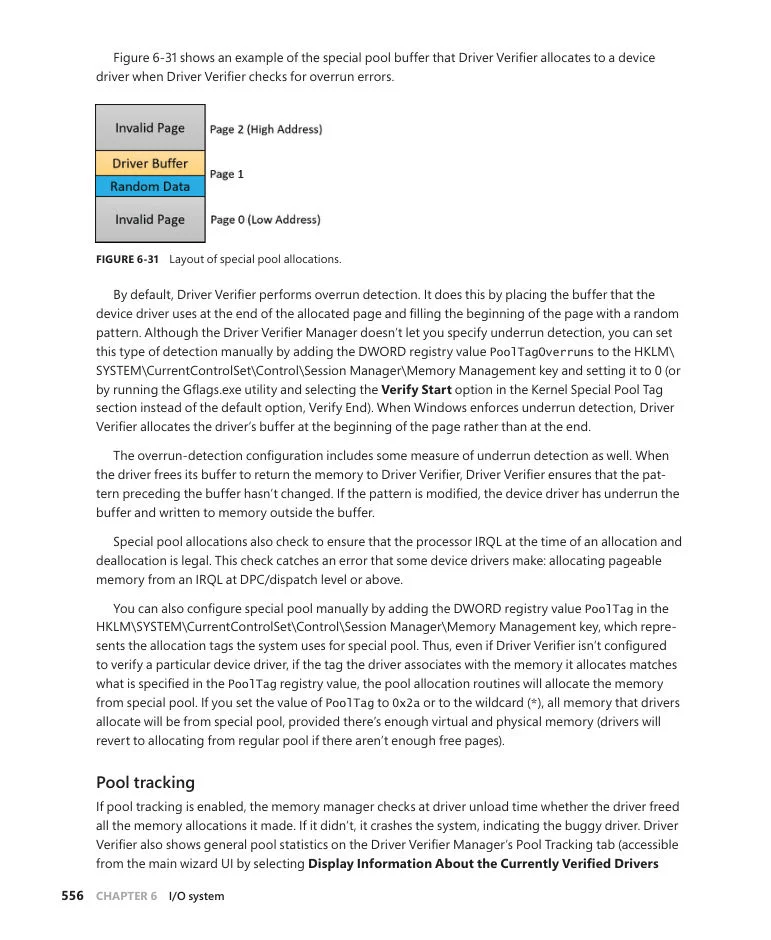 Figure 6-31 shows an example of the special pool buffer that Driver Verifier allocates to a device
driver when Driver Verifier checks for overrun errors.
Invalid Page
Page 2 (High Address)
Driver Buffer
Page 1
Random Data
Invalid Page
Page 0 (Low Address)
FIGURE 6-31 Layout of special pool allocations.
By default, Driver Verifier performs overrun detection. It does this by placing the buffer that the
device driver uses at the end of the allocated page and filling the beginning of the page with a random
pattern. Although the Driver Verifier Manager doesn't let you specify underrun detection, you can set
this type of detection manually by adding the DWORD registry value PoolTagOverruns to the HKLM\
SYSTEM\CurrentControlSet\Control\Session Manager\Memory Management key and setting it to 0 (or
by running the Gflags.exe utility and selecting the Verify Start option in the Kernel Special Pool Tag
section instead of the default option, Verify End). When Windows enforces underrun detection, Driver
Verifier allocates the driver's buffer at the beginning of the page rather than at the end.
The overrun-detection configuration includes some measure of underrun detection as well. When
the driver frees its buffer to return the memory to Driver Verifier, Driver Verifier ensures that the pat-
tern preceding the buffer hasn't changed. If the pattern is modified, the device driver has underrun the
buffer and written to memory outside the buffer.
Special pool allocations also check to ensure that the processor IRQL at the time of an allocation and
deallocation is legal. This check catches an error that some device drivers make: allocating pageable
memory from an IRQL at DPC/dispatch level or above.
You can also configure special pool manually by adding the DWORD registry value PoolTag in the
HKLM\SYSTEM\CurrentControlSet\Control\Session Manager\Memory Management key, which repre-
sents the allocation tags the system uses for special pool. Thus, even if Driver Verifier isn't configured
to verify a particular device driver, if the tag the driver associates with the memory it allocates matches
what is specified in the PoolTag registry value, the pool allocation routines will allocate the memory
from special pool. If you set the value of PoolTag to 0x2a or to the wildcard (*), all memory that drivers
allocate will be from special pool, provided there's enough virtual and physical memory (drivers will
revert to allocating from regular pool if there aren't enough free pages).
Pool tracking
If pool tracking is enabled, the memory manager checks at driver unload time whether the driver freed
all the memory allocations it made. If it didn't, it crashes the system, indicating the buggy driver. Driver
Verifier also shows general pool statistics on the Driver Verifier Manager's Pool Tracking tab (accessible
from the main wizard UI by selecting Display Information About the Currently Verified Drivers
556 CHAPTER 6 I/O system